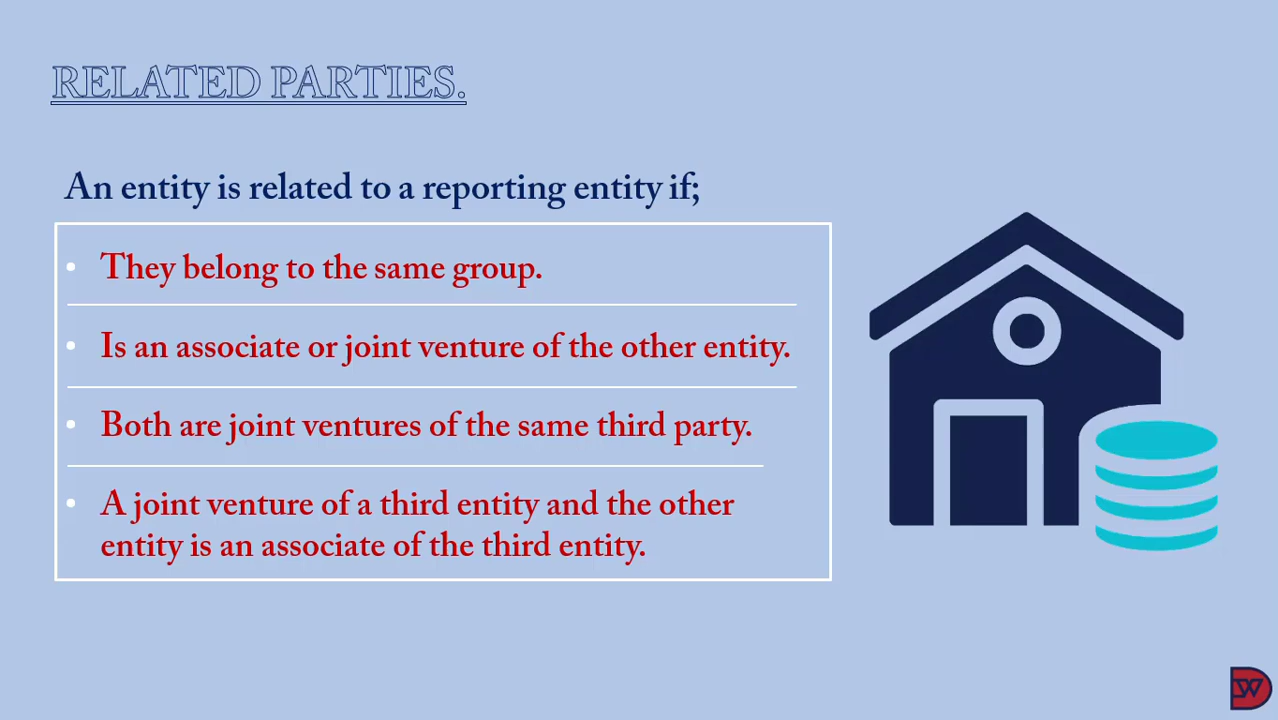 RELATED PARTIES.
An entity is related to a reporting entity if;
• They belong to the same group.
• Is an associate or joint venture of the other entity.
• Both are joint ventures of the same third party.
• A joint venture of a third entity and the other
entity is an associate of the third entity.
DW